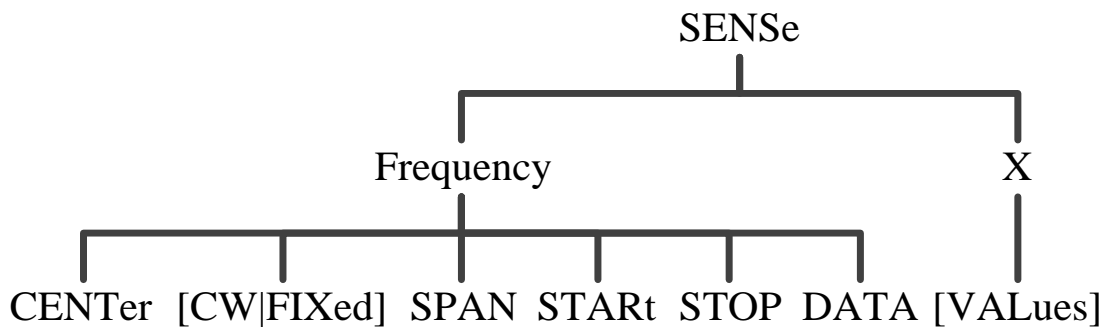 SENSe
Frequency X
CENTer [CW|FIXed] SPAN STARt STOP DATA [VALues]